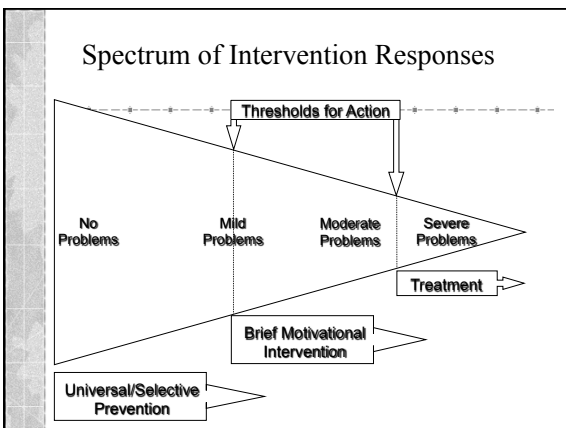 Spectrum of Intervention Responses
Thresholds for Action
No
Problems
Mild
Problems
Moderate
Problems
Severe
Problems
Treatment
Brief Motivational
Intervention
Universal/Selective
Prevention